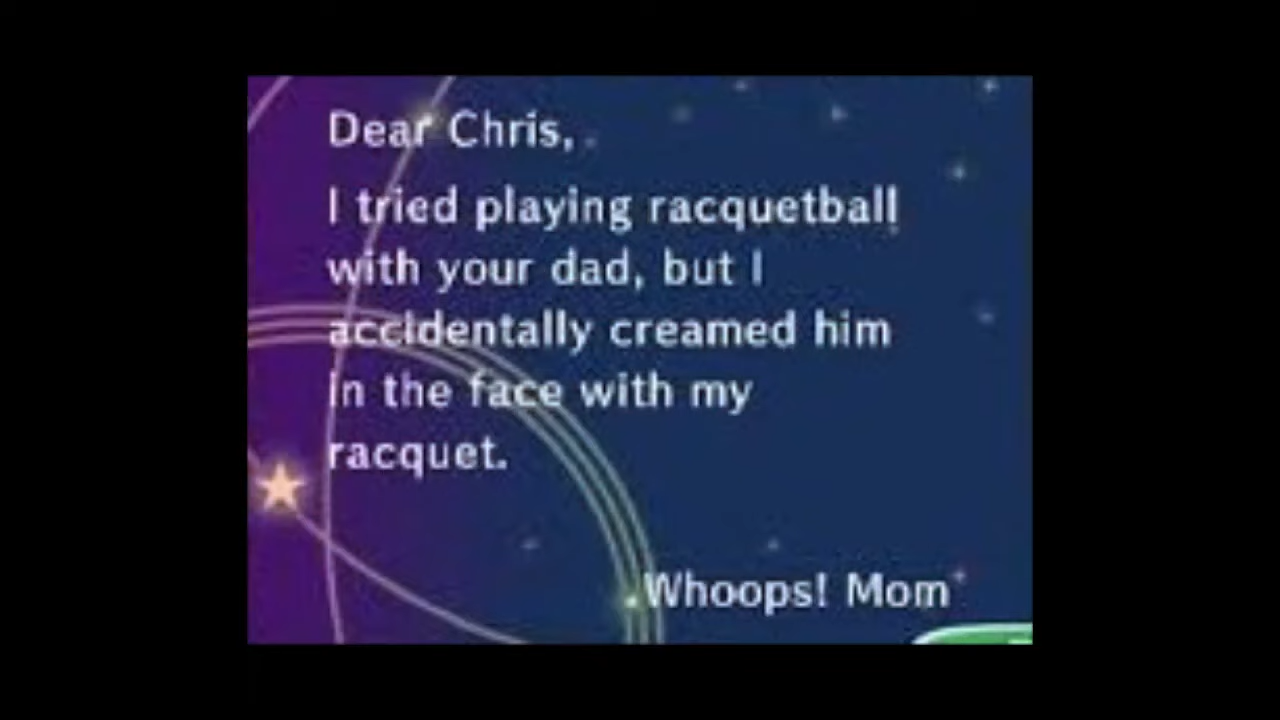 Dear Chris,
I tried playing racquetball
with your dad, but I
accidentally creamed him
in the face with my
racquet.
Whoops! Mom